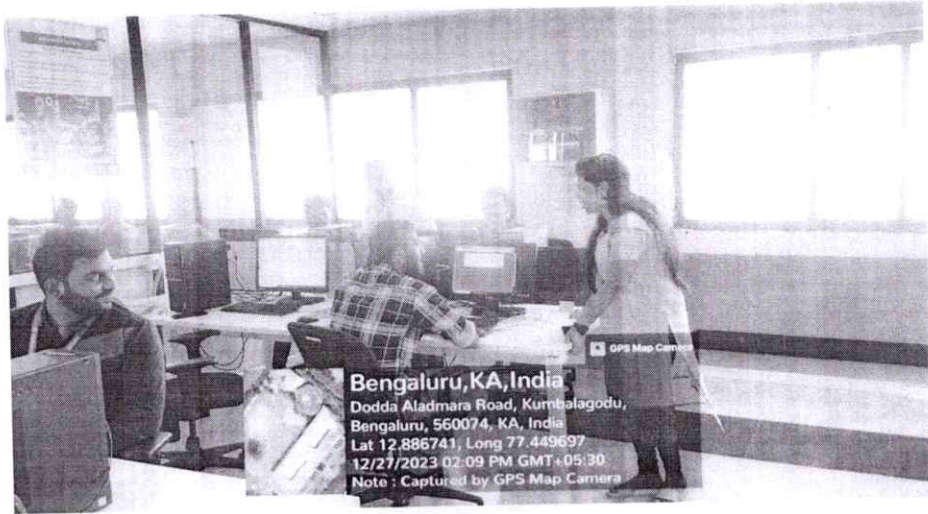 GPS Map Camera
Bengaluru,KA,India
Dodda Aladmara Road, Kumbalagodu,
Bengaluru, 560074, KA, India
Lat 12.886741, Long 77.449697
12/27/2023 02:09 PM GMT+05:30
Note : Captured by GPS Map Camera